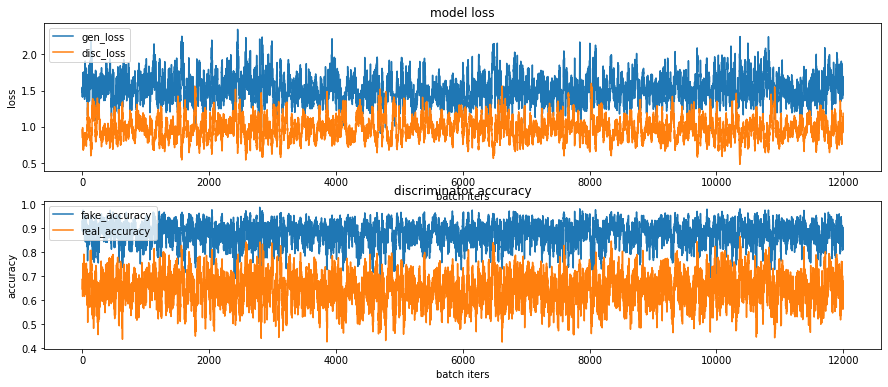 model loss
gen_loss
disc_loss
2.0
1.5
1.0
0.5
loss
0 2000 4000 6000 8000 10000 12000
batch iters
discriminator accuracy
fake_accuracy
real_accuracy
1.0
0.9
0.8
0.7
0.6
0.5
0.4
accuracy
0 2000 4000 6000 8000 10000 12000
batch iters